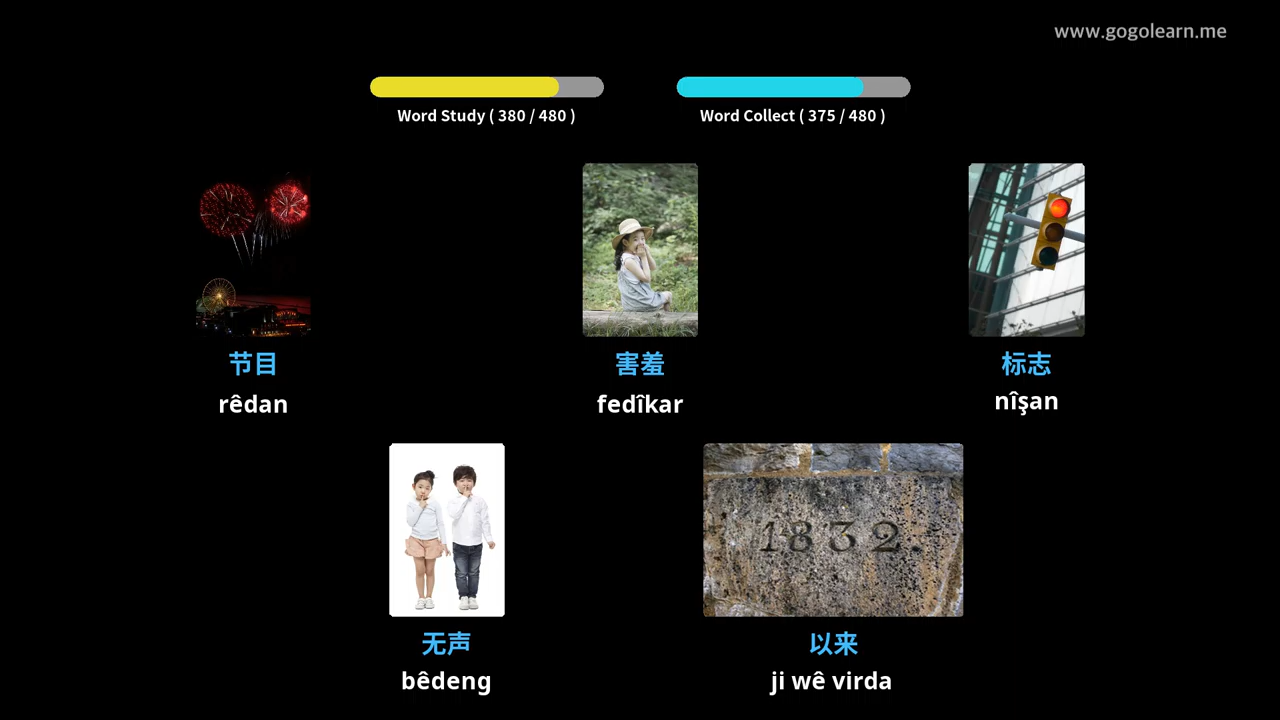 www.gogolearn.me
Word Study ( 380 / 480 )
Word Collect ( 375 / 480 )
节目
rêdan
害羞
fedîkar
标志
nîşan
无声
bêdeng
1832.
以来
ji wê virda